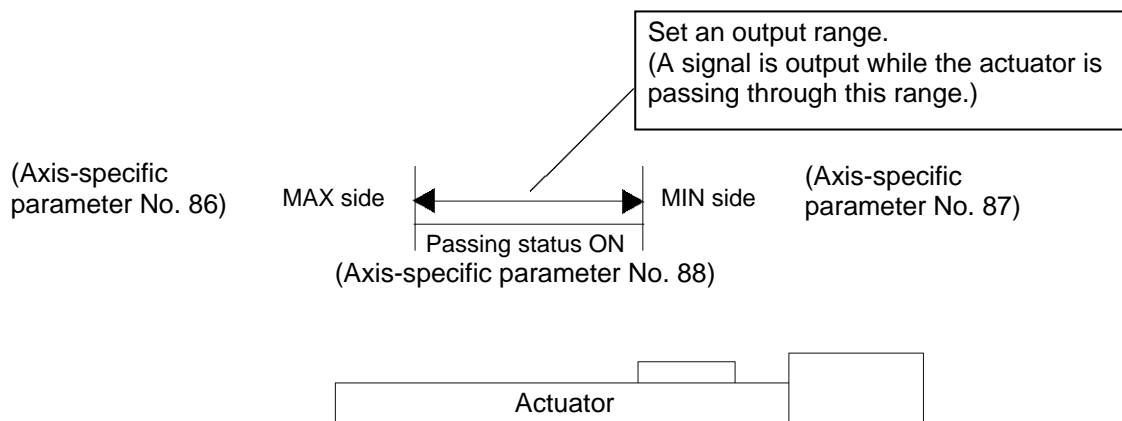 Set an output range.
(A signal is output while the actuator is
passing through this range.)
(Axis-specific
parameter No. 86)
MAX side
MIN side
(Axis-specific
parameter No. 87)
Passing status ON
(Axis-specific parameter No. 88)
Actuator